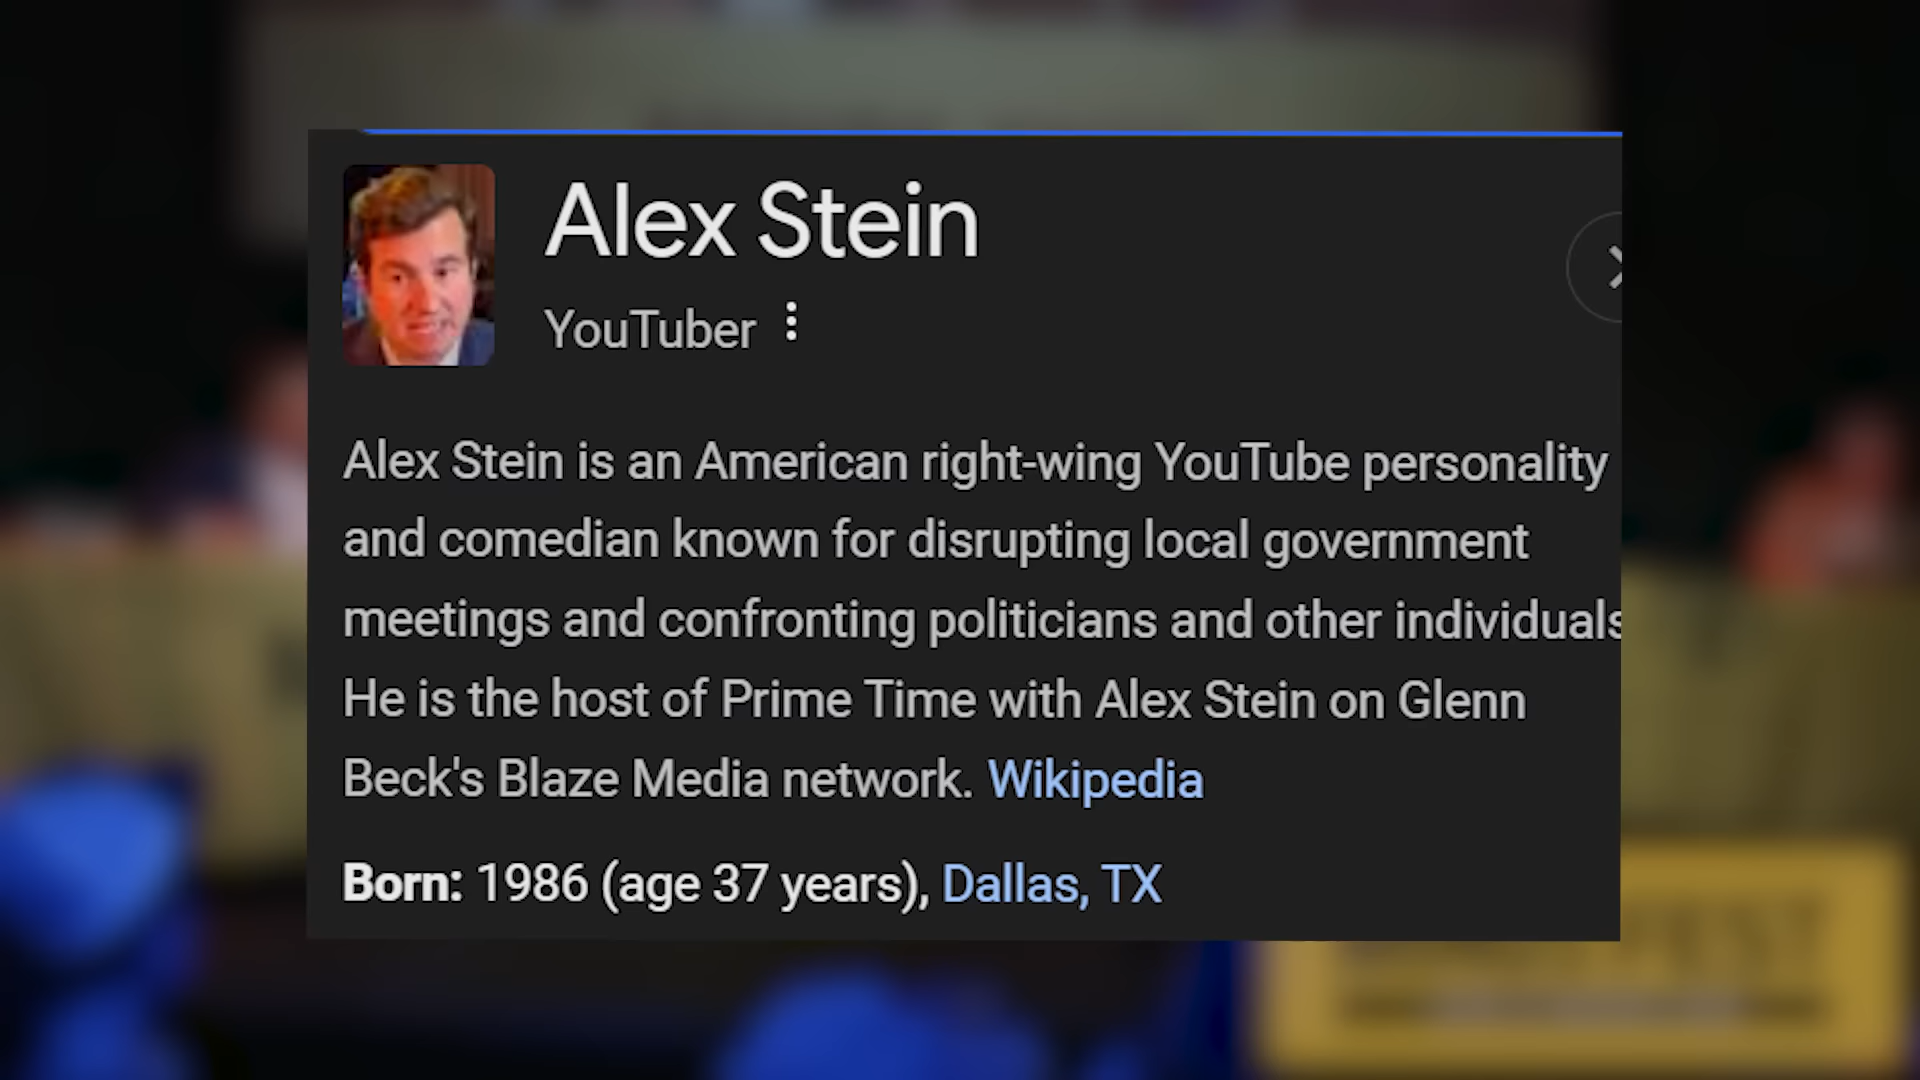 Alex Stein
YouTuber
Alex Stein is an American right-wing YouTube personality
and comedian known for disrupting local government
meetings and confronting politicians and other individuals
He is the host of Prime Time with Alex Stein on Glenn
Beck's Blaze Media network. Wikipedia
Born: 1986 (age 37 years), Dallas, TX